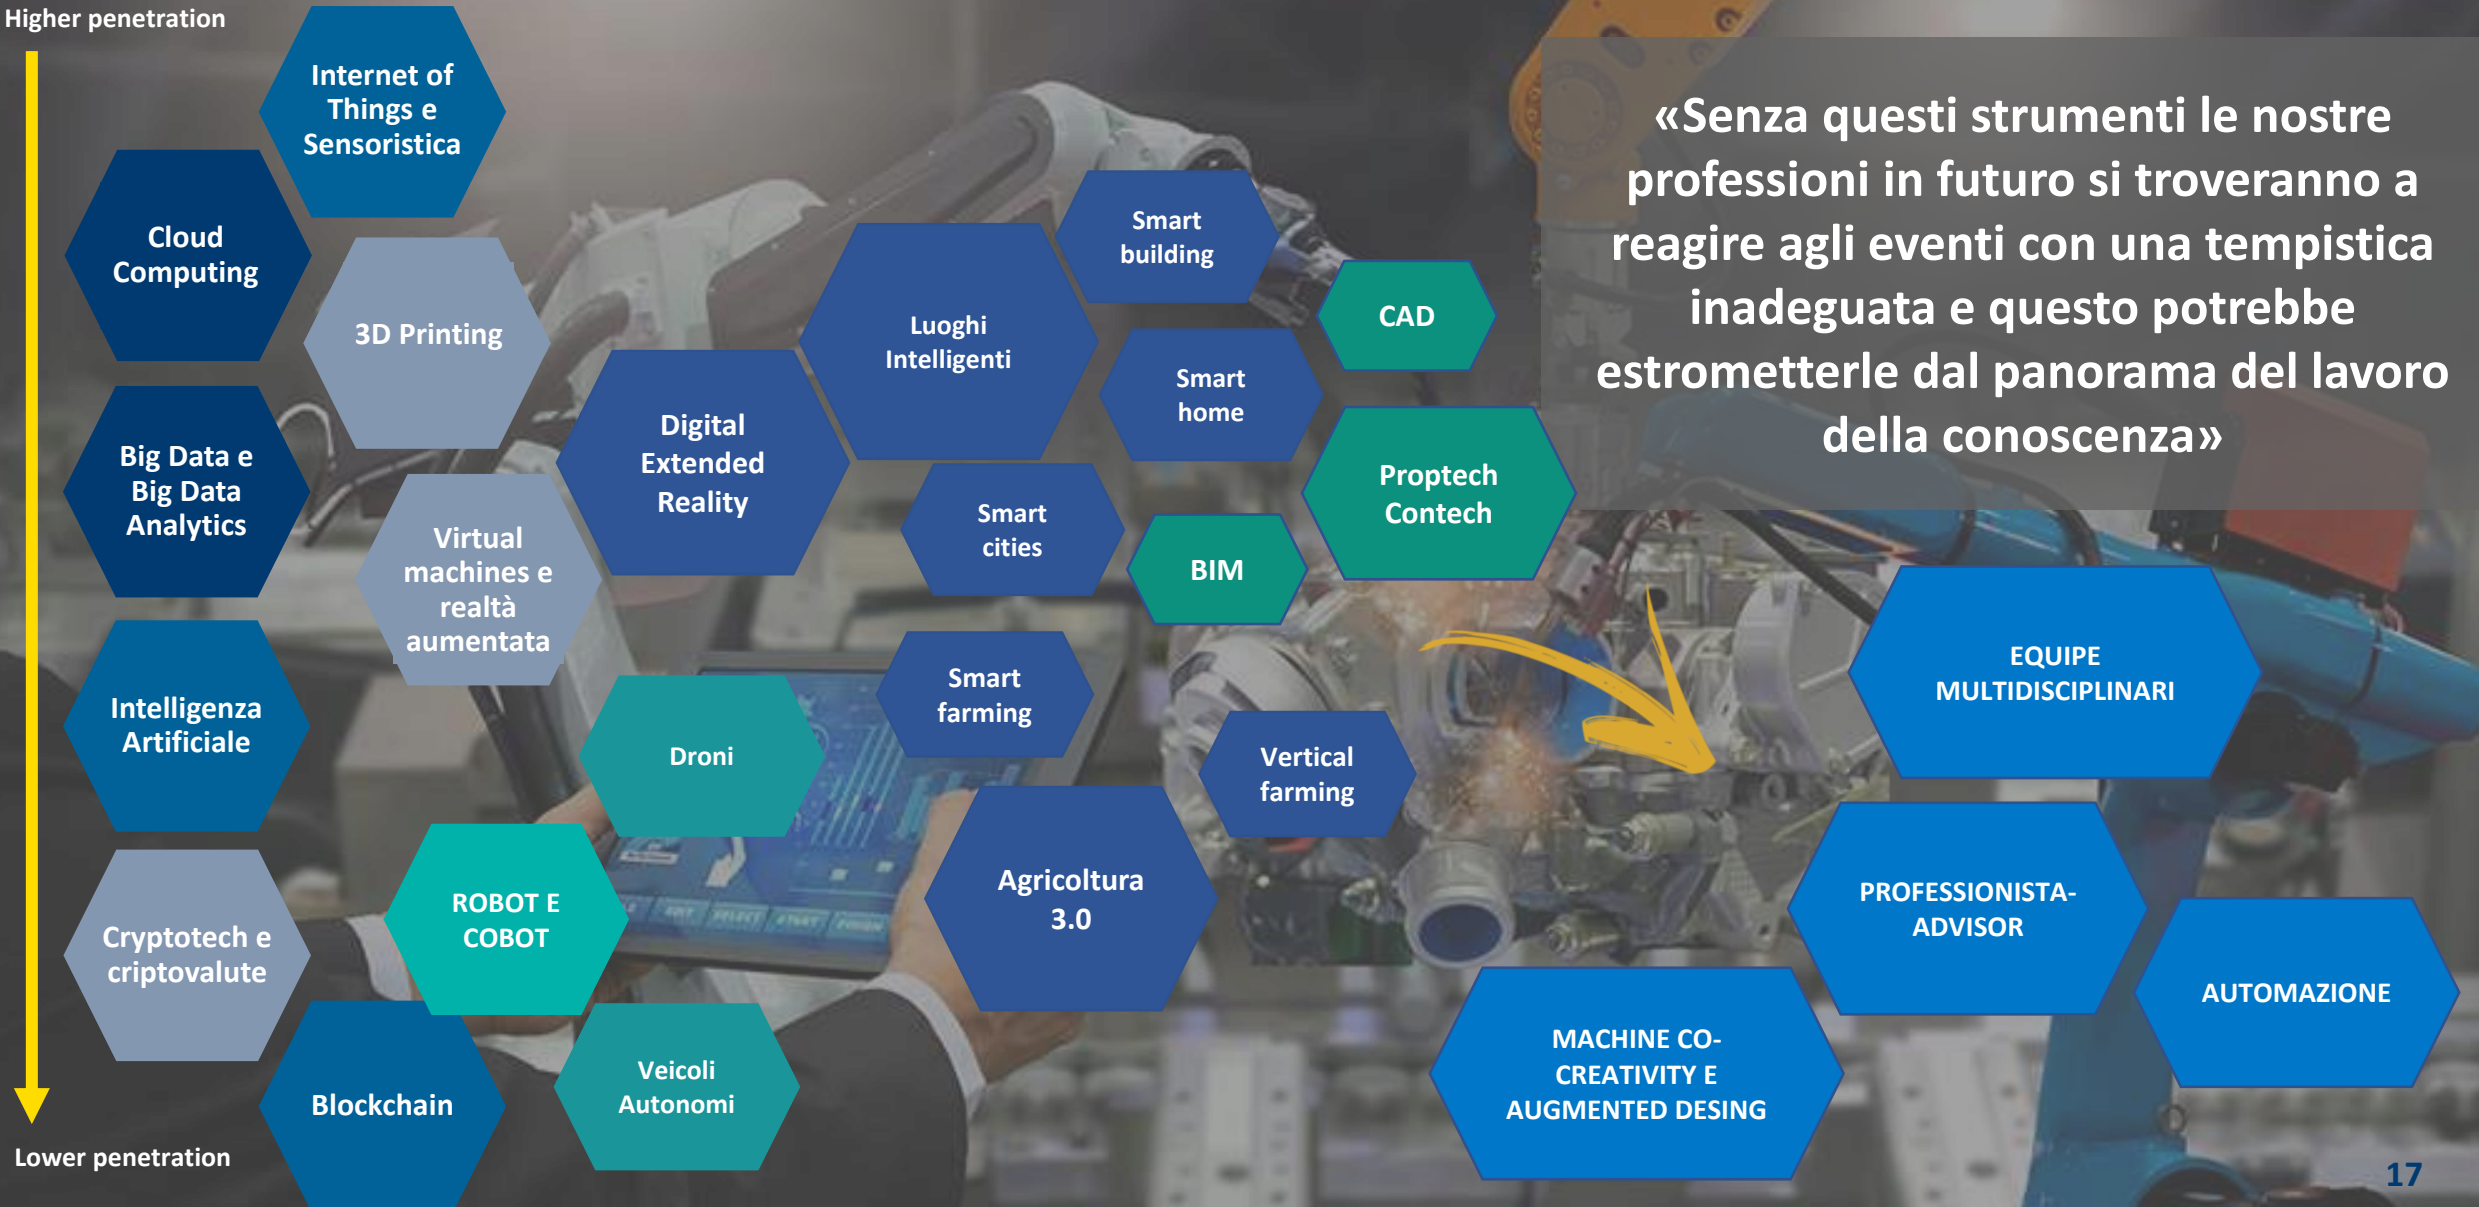 Higher penetration
Internet of
Things e
Sensoristica
Cloud
Computing
3D Printing
Big Data e
Big Data
Analytics
Virtual
machines e
realtà
aumentata
Intelligenza
Artificiale
Cryptotech e
criptovalute
ROBOT E
COBOT
Blockchain
Veicoli
Autonomi
Droni
Digital
Extended
Reality
Luoghi
Intelligenti
Smart
building
Smart
home
Smart
cities
CAD
Proptech
Contech
BIM
Smart
farming
Vertical
farming
Agricoltura
3.0
Lower penetration
«Senza questi strumenti le nostre
professioni in futuro si troveranno a
reagire agli eventi con una tempistica
inadeguata e questo potrebbe
estrometterle dal panorama del lavoro
della conoscenza»
EQUIPE
MULTIDISCIPLINARI
PROFESSIONISTA-
ADVISOR
AUTOMAZIONE
MACHINE CO-
CREATIVITY E
AUGMENTED DESING
17